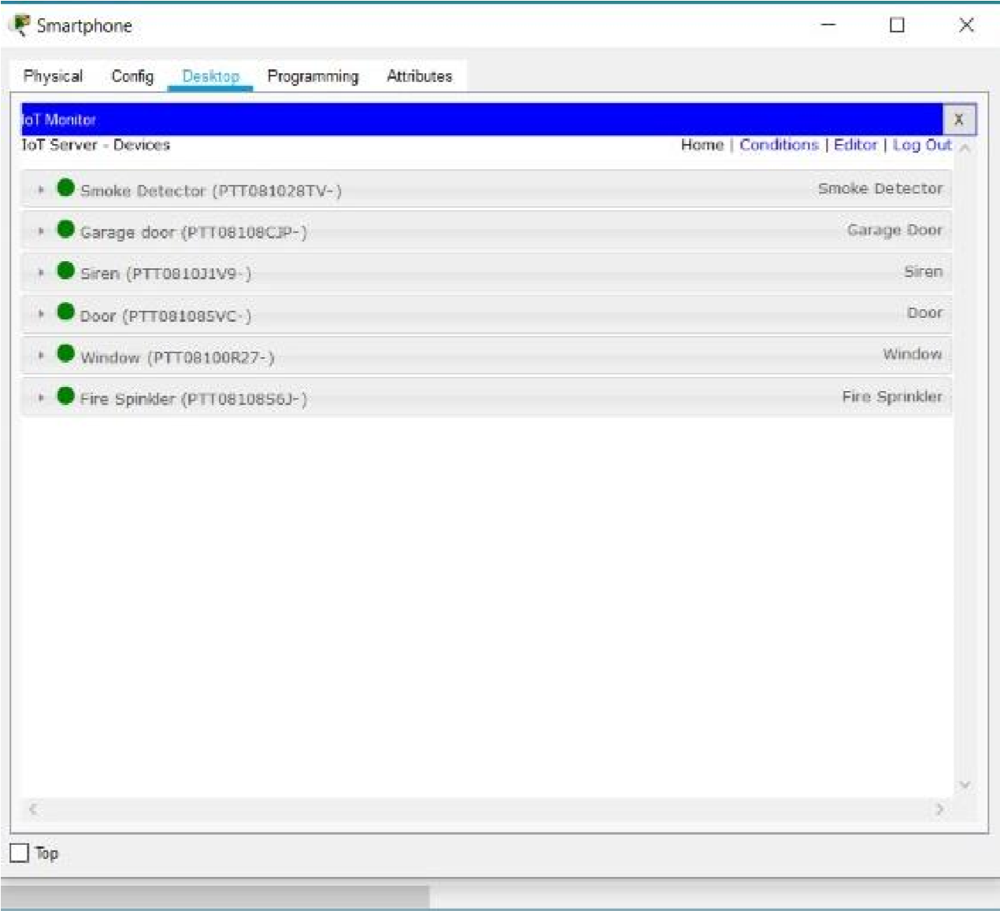 Smartphone
Physical Config Desktop Programming Attributes
IoT Monitor X
IoT Server - Devices Home | Conditions | Editor | Log Out
Smoke Detector (PTT081028TV-) Smoke Detector
Garage door (PTT08108CJP-) Garage Door
Siren (PTT0810J1V9-) Siren
Door (PTT08108SVC-) Door
Window (PTT08100R27-) Window
Fire Spinkler (PTT08108S6J-) Fire Sprinkler
Top